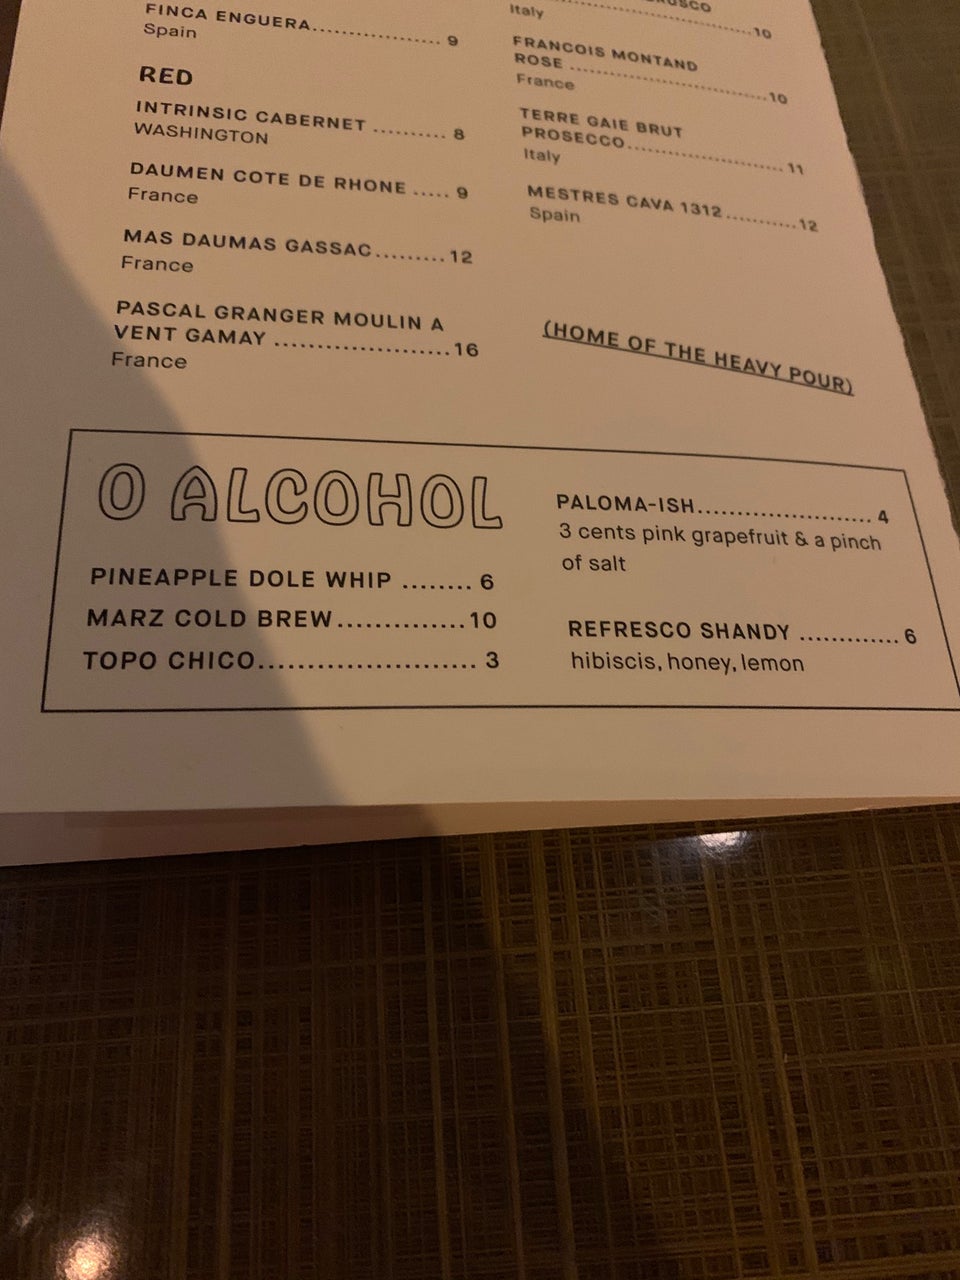 FINCA ENGUERA.................. 9
Spain
RED
INTRINSIC CABERNET .......... 8
WASHINGTON
DAUMEN COTE DE RHONE ..... 9
France
MAS DAUMAS GASSAC.........12
France
PASCAL GRANGER MOULIN A
VENT GAMAY ......................16
France
..........10
Italy
FRANCOIS MONTAND
ROSE ..............................10
France
TERRE GAIE BRUT
PROSECCO........................11
Italy
MESTRES CAVA 1312...........12
Spain
(HOME OF THE HEAVY POUR)
O ALCOHOL
PINEAPPLE DOLE WHIP ........ 6
MARZ COLD BREW..............10
TOPO CHICO........................ 3
PALOMA-ISH....................... 4
3 cents pink grapefruit & a pinch
of salt
REFRESCO SHANDY ............. 6
hibiscis, honey, lemon